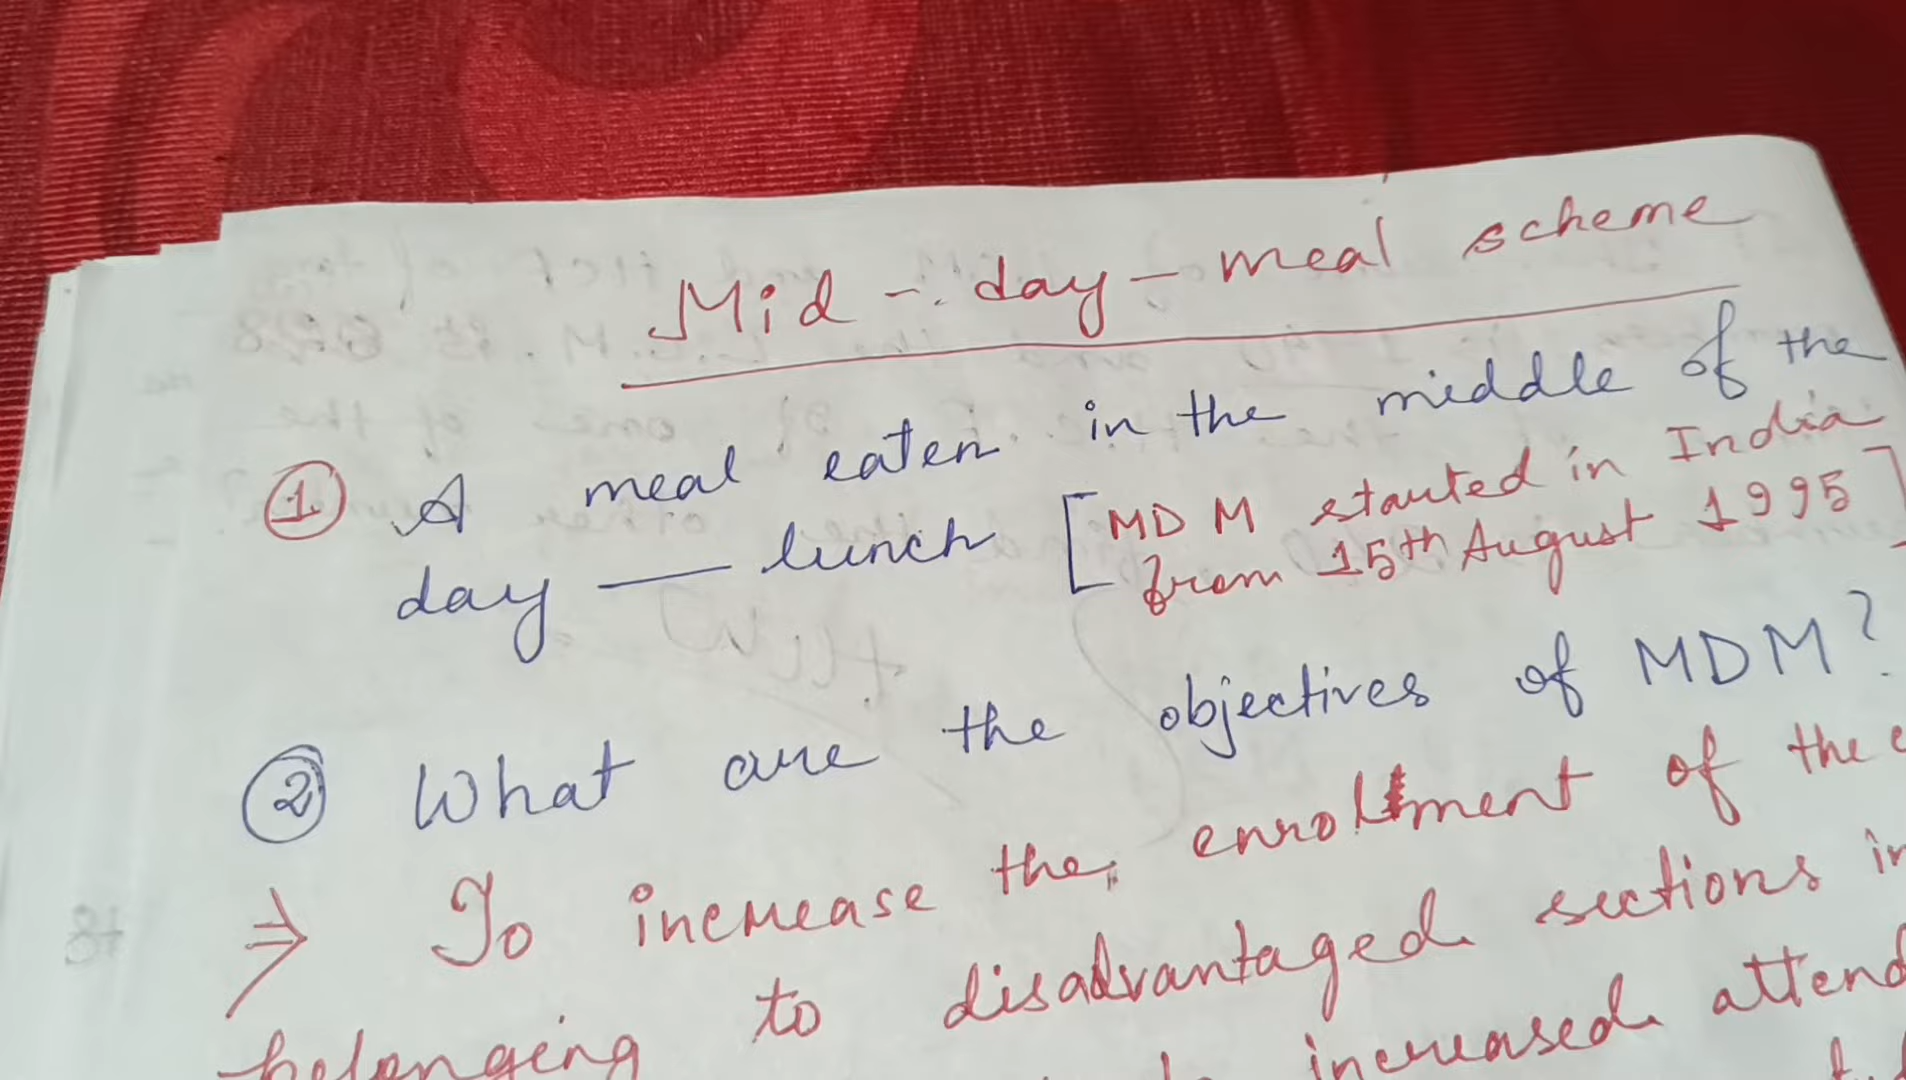 Mid - day - meal scheme
① A meal eaten in the middle of the
day — lunch [MDM started in India
from 15th August 1995]
② What are the objectives of MDM?
⇒ To increase the enrolment of the
belonging to disadvantaged sections
increased